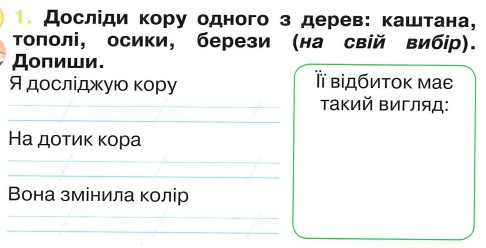 1. Досліди кору одного з дерев: каштана,
тополі, осики, берези (на свій вибір).
Допиши.
Я досліджую кору
На дотик кора
Вона змінила колір
Її відбиток має
такий вигляд: